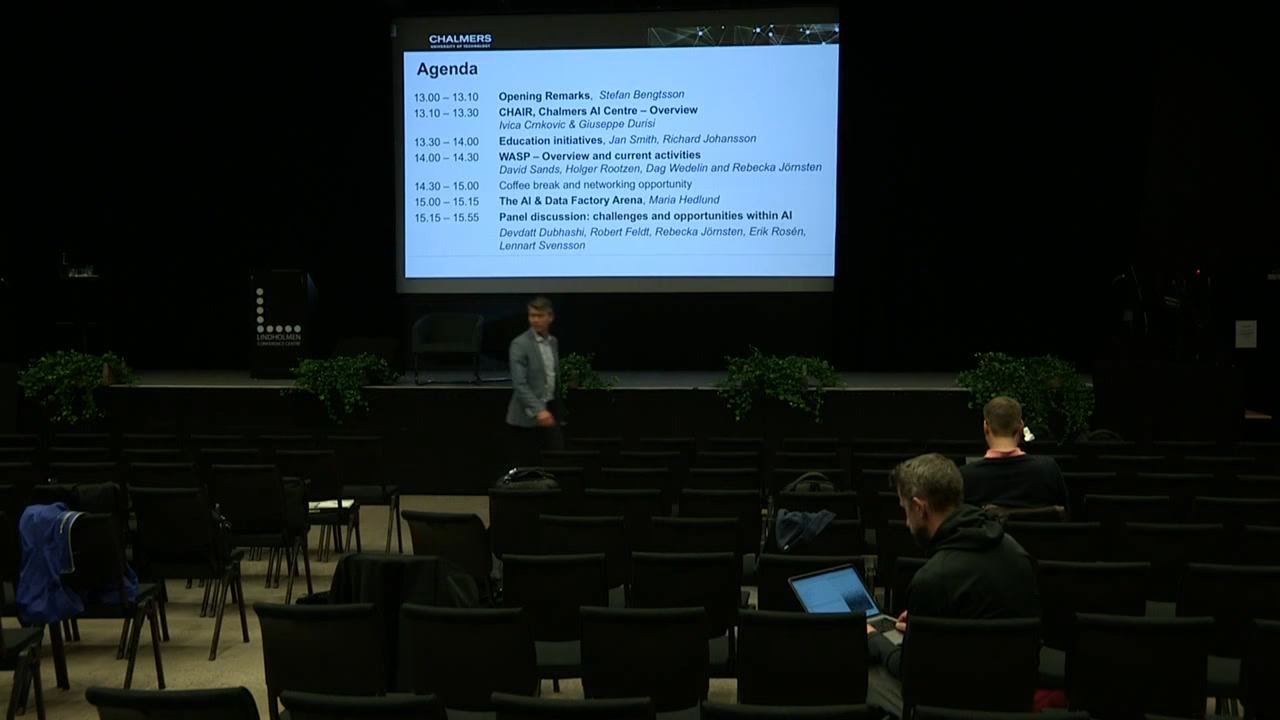 CHALMERS
UNIVERSITY OF TECHNOLOGY
Agenda
13.00 – 13.10 Opening Remarks, Stefan Bengtsson
13.10 – 13.30 CHAIR, Chalmers AI Centre – Overview
Ivica Crnkovic & Giuseppe Durisi
13.30 – 14.00 Education initiatives, Jan Smith, Richard Johansson
14.00 – 14.30 WASP – Overview and current activities
David Sands, Holger Rootzen, Dag Wedelin and Rebecka Jörnsten
14.30 – 15.00 Coffee break and networking opportunity
15.00 – 15.15 The AI & Data Factory Arena, Maria Hedlund
15.15 – 15.55 Panel discussion: challenges and opportunities within AI
Devdatt Dubhashi, Robert Feldt, Rebecka Jörnsten, Erik Rosén,
Lennart Svensson
LINDHOLMEN
CONFERENCE CENTRE